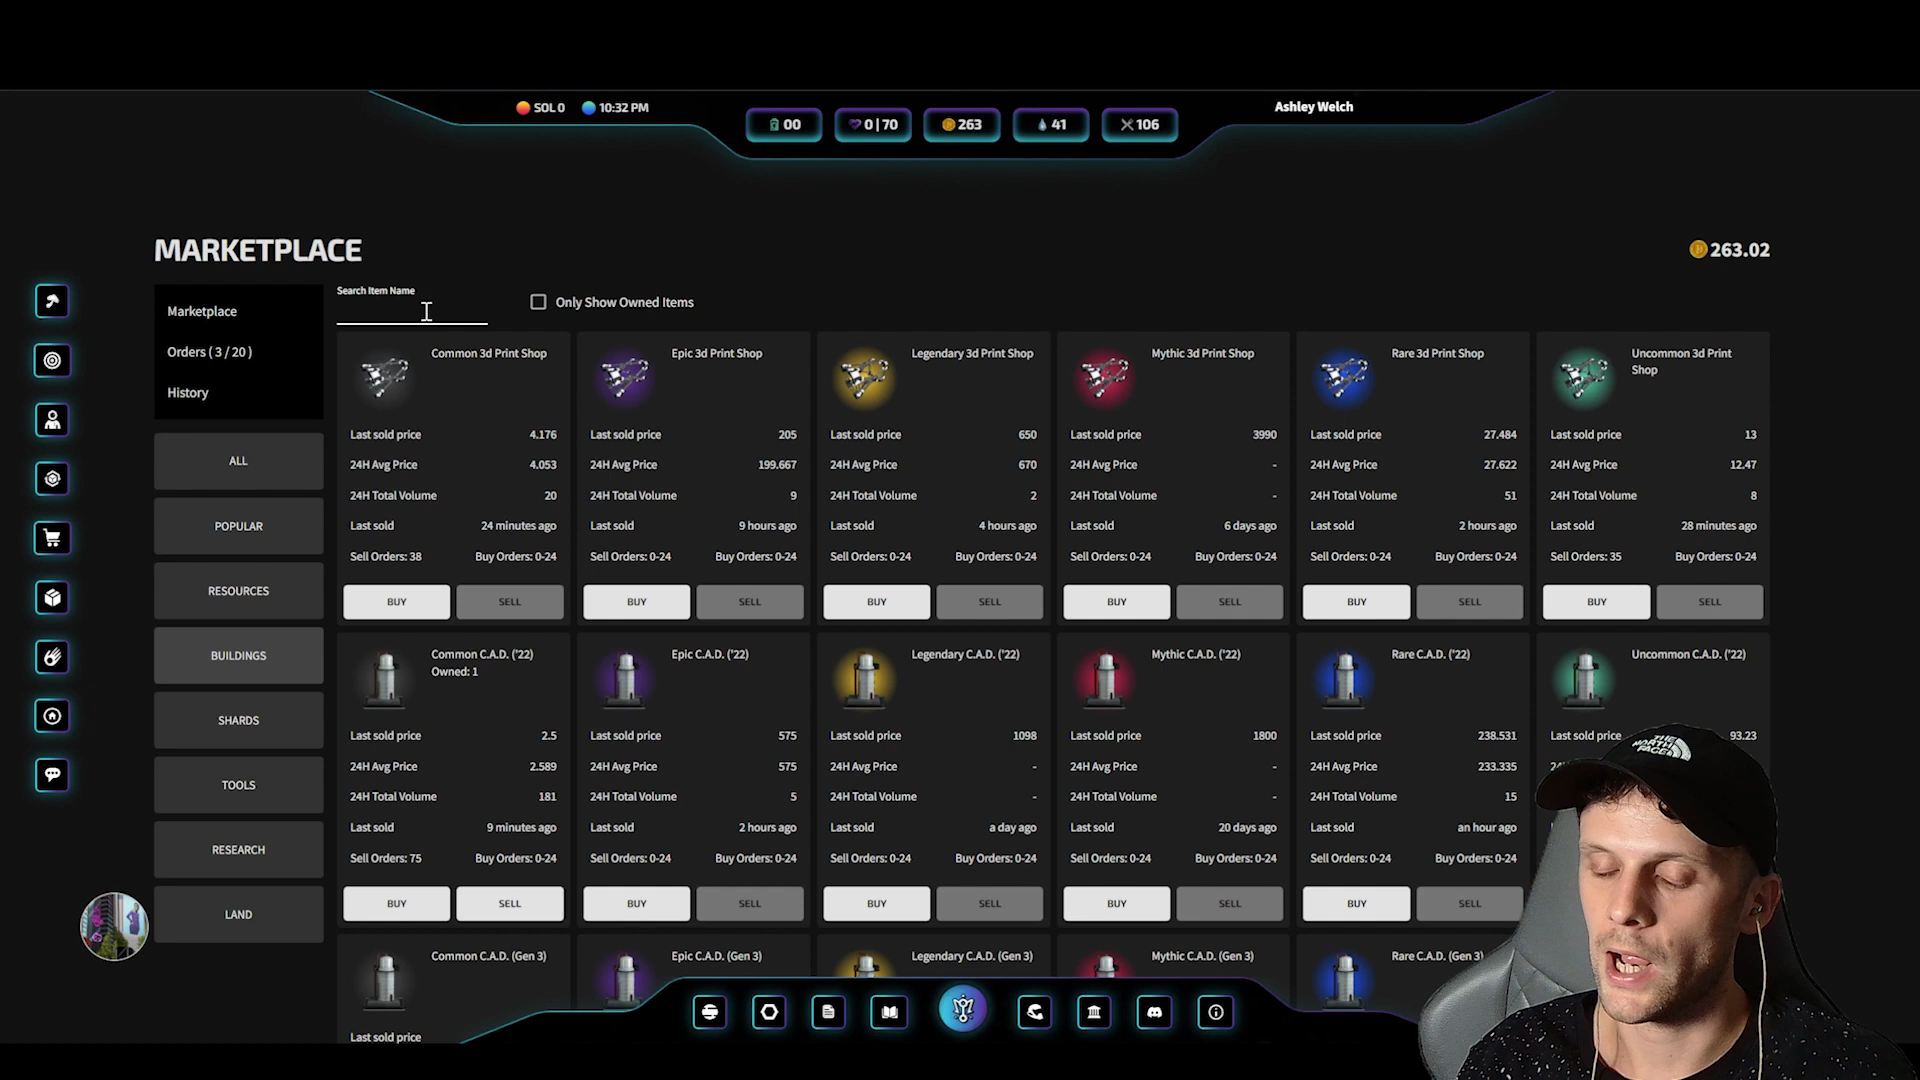 SOL 0
10:32 PM
00
0|70
263
41
106
Ashley Welch
MARKETPLACE
263.02
Marketplace
Orders ( 3 / 20 )
History
ALL
POPULAR
RESOURCES
BUILDINGS
SHARDS
TOOLS
RESEARCH
LAND
Search Item Name
Only Show Owned Items
Common 3d Print Shop
Last sold price 4.176
24H Avg Price 4.053
24H Total Volume 20
Last sold 24 minutes ago
Sell Orders: 38 Buy Orders: 0-24
BUY SELL
Epic 3d Print Shop
Last sold price 205
24H Avg Price 199.667
24H Total Volume 9
Last sold 9 hours ago
Sell Orders: 0-24 Buy Orders: 0-24
BUY SELL
Legendary 3d Print Shop
Last sold price 650
24H Avg Price 670
24H Total Volume 2
Last sold 4 hours ago
Sell Orders: 0-24 Buy Orders: 0-24
BUY SELL
Mythic 3d Print Shop
Last sold price 3990
24H Avg Price -
24H Total Volume -
Last sold 6 days ago
Sell Orders: 0-24 Buy Orders: 0-24
BUY SELL
Rare 3d Print Shop
Last sold price 27.484
24H Avg Price 27.622
24H Total Volume 51
Last sold 2 hours ago
Sell Orders: 0-24 Buy Orders: 0-24
BUY SELL
Uncommon 3d Print
Shop
Last sold price 13
24H Avg Price 12.47
24H Total Volume 8
Last sold 28 minutes ago
Sell Orders: 35 Buy Orders: 0-24
BUY SELL
Common C.A.D. ('22)
Owned: 1
Last sold price 2.5
24H Avg Price 2.589
24H Total Volume 181
Last sold 9 minutes ago
Sell Orders: 75 Buy Orders: 0-24
BUY SELL
Epic C.A.D. ('22)
Last sold price 575
24H Avg Price 575
24H Total Volume 5
Last sold 2 hours ago
Sell Orders: 0-24 Buy Orders: 0-24
BUY SELL
Legendary C.A.D. ('22)
Last sold price 1098
24H Avg Price -
24H Total Volume -
Last sold a day ago
Sell Orders: 0-24 Buy Orders: 0-24
BUY SELL
Mythic C.A.D. ('22)
Last sold price 1800
24H Avg Price -
24H Total Volume -
Last sold 20 days ago
Sell Orders: 0-24 Buy Orders: 0-24
BUY SELL
Rare C.A.D. ('22)
Last sold price 238.531
24H Avg Price 233.335
24H Total Volume 15
Last sold an hour ago
Sell Orders: 0-24 Buy Orders: 0-24
BUY SELL
Uncommon C.A.D. ('22)
Last sold price 93.23
Common C.A.D. (Gen 3)
Last sold price
Epic C.A.D. (Gen 3)
Legendary C.A.D. (Gen 3)
Mythic C.A.D. (Gen 3)
Rare C.A.D. (Gen 3)
THE
NORTH
FACE